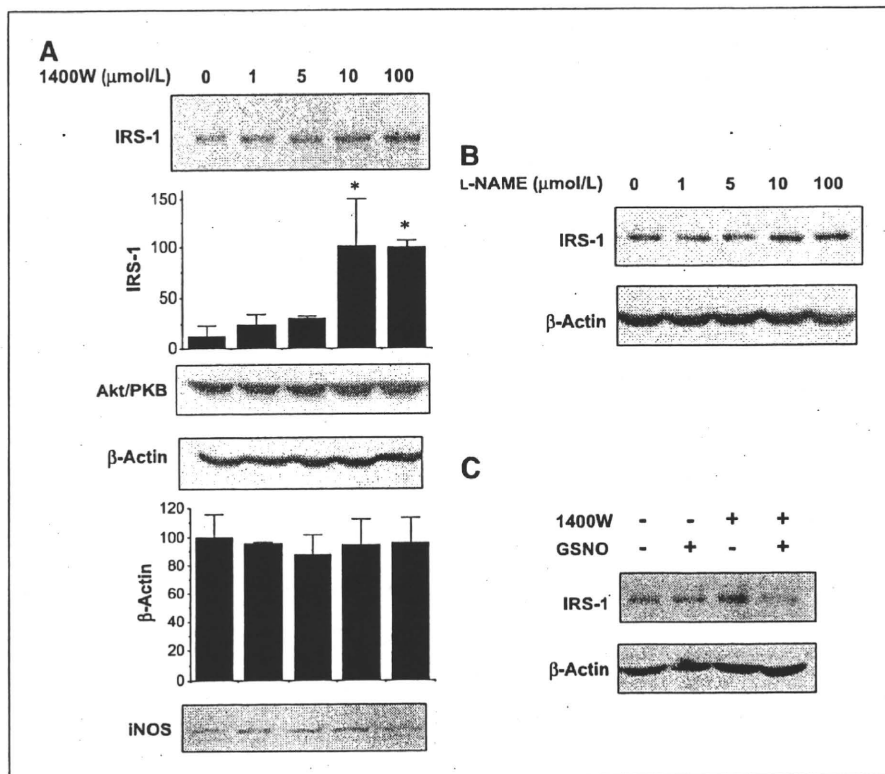 A
1400W (µmol/L) 0 1 5 10 100
IRS-1
150
100
50
0
IRS-1
* *
Akt/PKB
β-Actin
120
100
80
60
40
20
0
β-Actin
iNOS
B
L-NAME (µmol/L) 0 1 5 10 100
IRS-1
β-Actin
C
1400W - - + +
GSNO - + - +
IRS-1
β-Actin